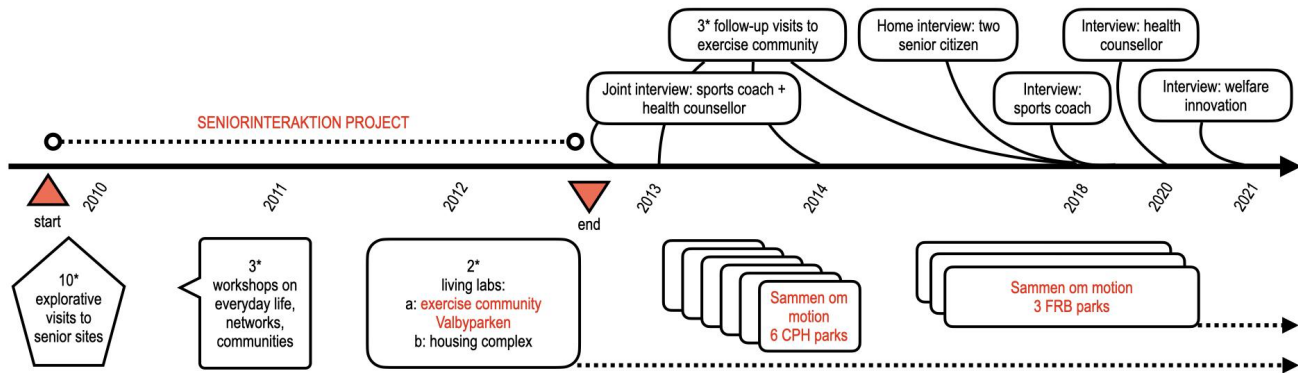 3* follow-up visits to
exercise community
Home interview: two
senior citizen
Interview: health
counsellor
Joint interview: sports coach +
health counsellor
Interview:
sports coach
Interview: welfare
innovation
SENIORINTERAKTION PROJECT
2010
2011
2012
2013
2014
2018
2020
2021
start
end
10*
explorative
visits to
senior sites
3*
workshops on
everyday life,
networks,
communities
2*
living labs:
a: exercise community
Valbyparken
b: housing complex
Sammen om
motion
6 CPH parks
Sammen om motion
3 FRB parks